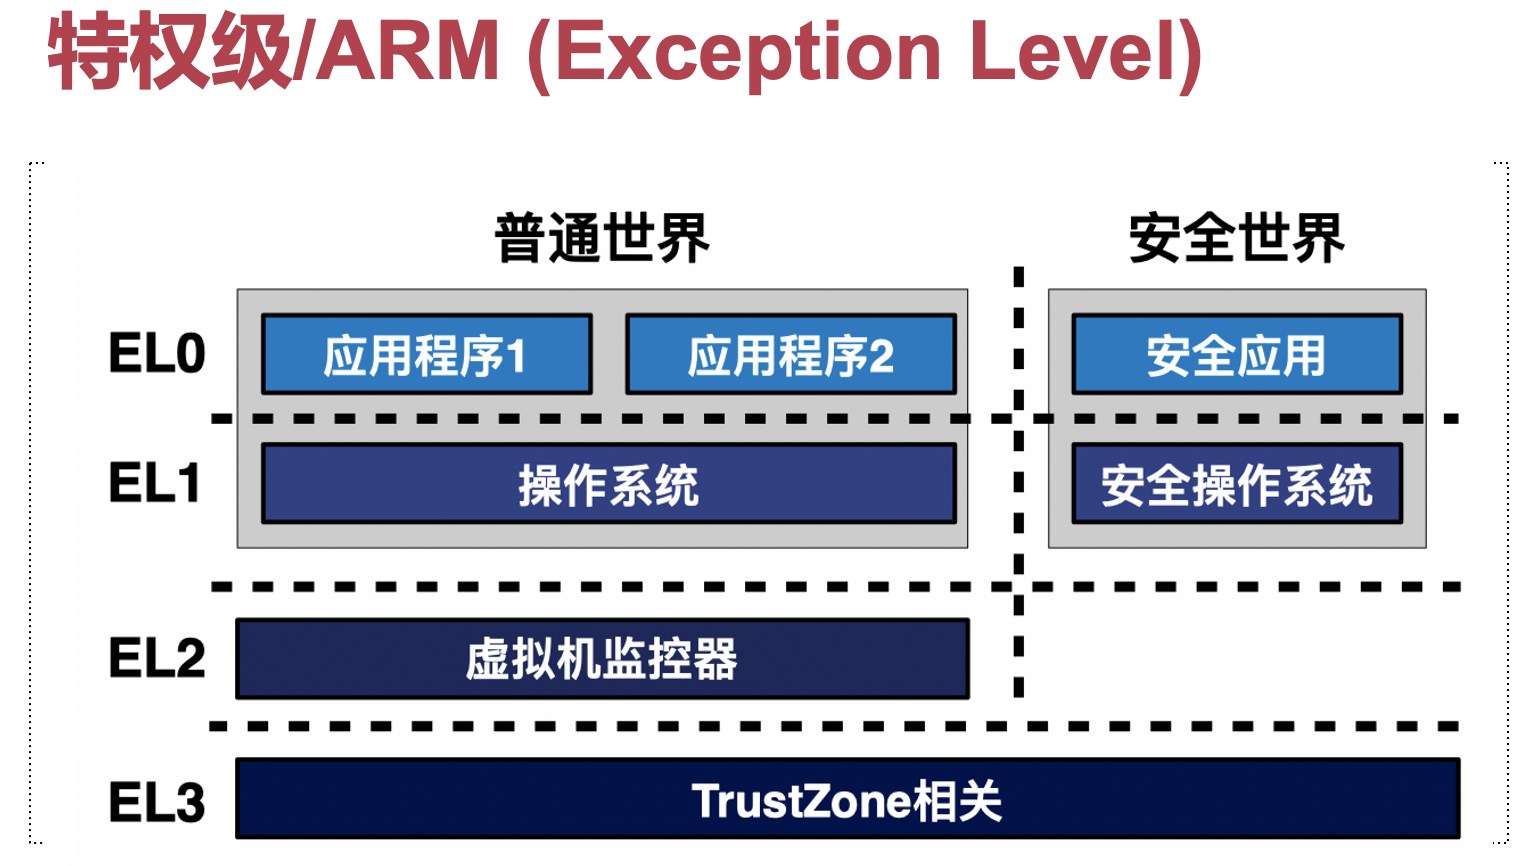 特权级/ARM (Exception Level)
普通世界 安全世界
EL0 应用程序1 应用程序2 安全应用
EL1 操作系统 安全操作系统
EL2 虚拟机监控器
EL3 TrustZone相关